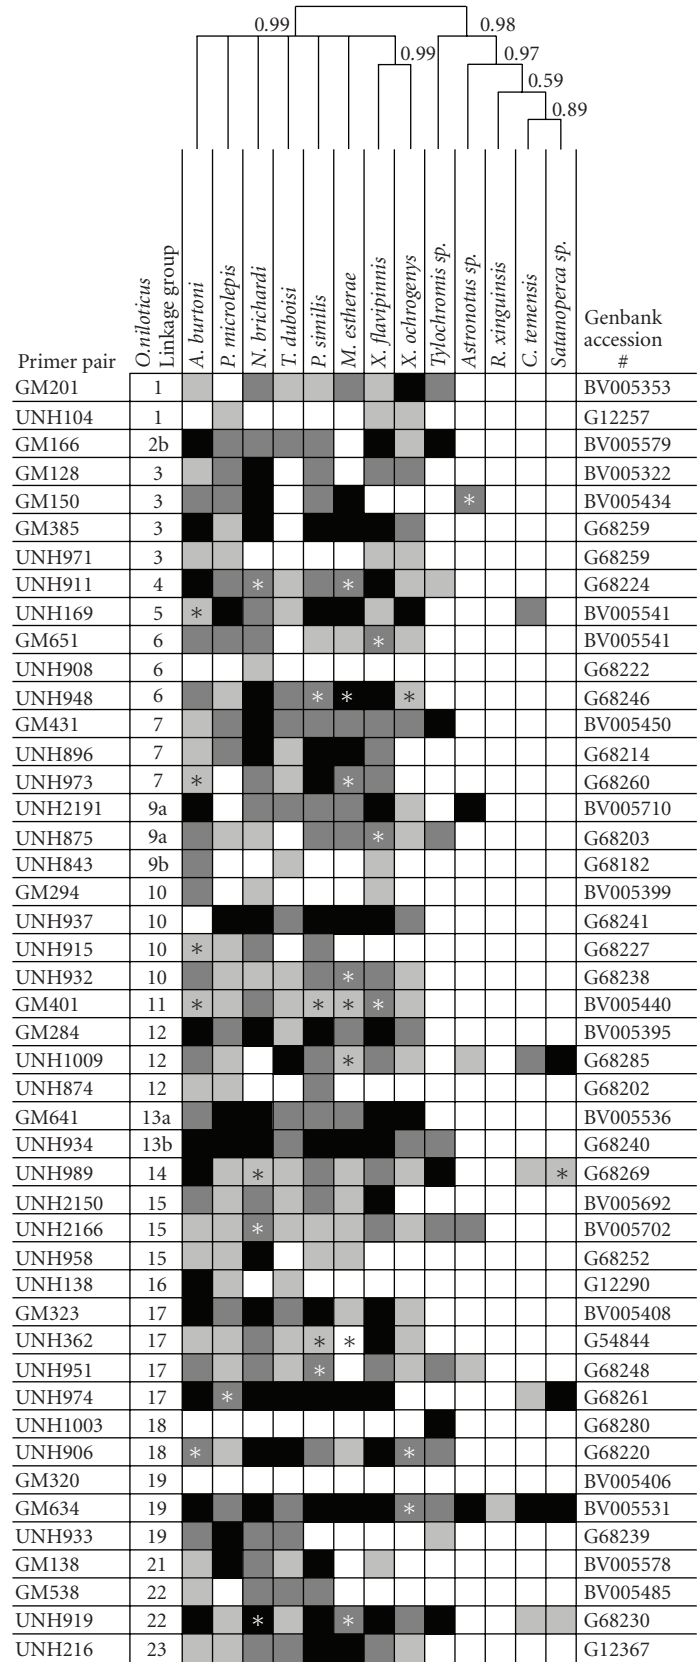 0.99
0.98
0.99
0.97
0.59
0.89
Primer pair
O.niloticus
Linkage group
A. burtoni
P. microlepis
N. brichardi
T. duboisi
P. similis
M. estherae
X. flavipinnis
X. ochrogenys
Tylochromis sp.
Astronotus sp.
R. xinguinsis
C. temensis
Satanoperca sp.
Genbank
accession
#
GM201 1 BV005353
UNH104 1 G12257
GM166 2b BV005579
GM128 3 BV005322
GM150 3 * BV005434
GM385 3 G68259
UNH971 3 G68259
UNH911 4 * * G68224
UNH169 5 * BV005541
GM651 6 * BV005541
UNH908 6 G68222
UNH948 6 * * * G68246
GM431 7 BV005450
UNH896 7 G68214
UNH973 7 * * G68260
UNH2191 9a BV005710
UNH875 9a * G68203
UNH843 9b G68182
GM294 10 BV005399
UNH937 10 G68241
UNH915 10 * G68227
UNH932 10 * G68238
GM401 11 * * * * BV005440
GM284 12 BV005395
UNH1009 12 * G68285
UNH874 12 G68202
GM641 13a BV005536
UNH934 13b G68240
UNH989 14 * * G68269
UNH2150 15 BV005692
UNH2166 15 * BV005702
UNH958 15 G68252
UNH138 16 G12290
GM323 17 BV005408
UNH362 17 * * G54844
UNH951 17 * G68248
UNH974 17 * G68261
UNH1003 18 G68280
UNH906 18 * * G68220
GM320 19 BV005406
GM634 19 * BV005531
UNH933 19 G68239
GM138 21 BV005578
GM538 22 BV005485
UNH919 22 * * G68230
UNH216 23 G12367